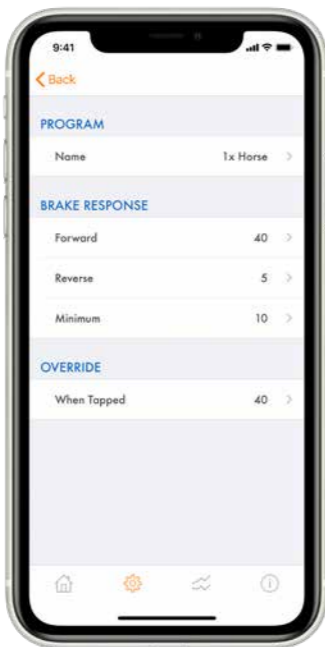 9:41
Back
PROGRAM
Name 1x Horse
BRAKE RESPONSE
Forward 40
Reverse 5
Minimum 10
OVERRIDE
When Tapped 40